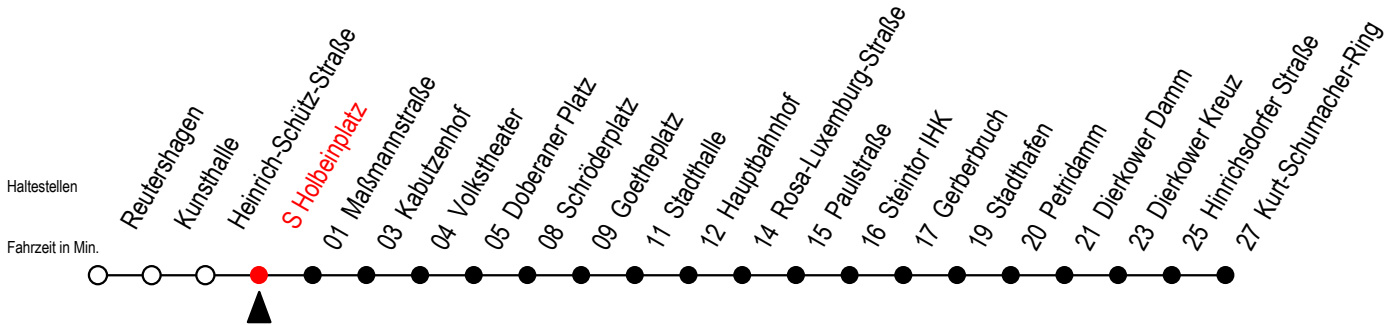 Haltestellen
Fahrzeit in Min.
Reutershagen
Kunsthalle
Heinrich-Schütz-Straße
S Holbeinplatz
01 Maßmannstraße
03 Kabutzenhof
04 Volkstheater
05 Doberaner Platz
08 Schröderplatz
09 Goetheplatz
11 Stadthalle
12 Hauptbahnhof
14 Rosa-Luxemburg-Straße
15 Paulstraße
16 Steintor IHK
17 Gerberbruch
19 Stadthafen
20 Petridamm
21 Dierkower Damm
23 Dierkower Kreuz
25 Hinrichsdorfer Straße
27 Kurt-Schumacher-Ring